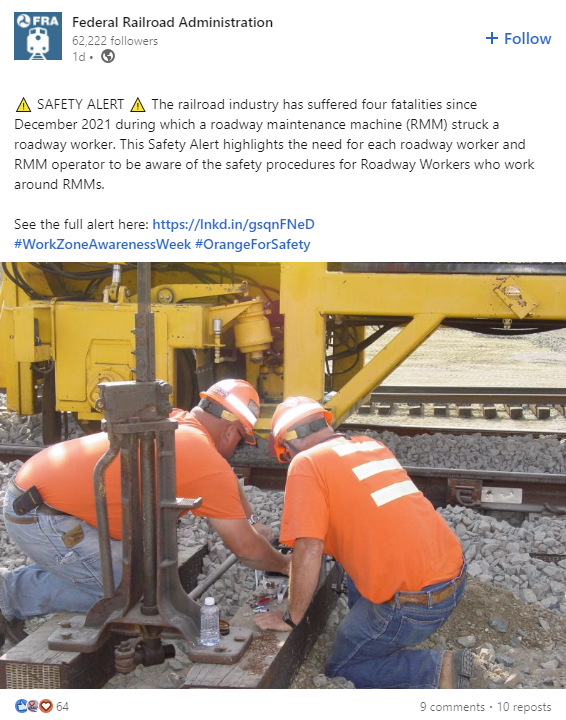 FRA
Federal Railroad Administration
62,222 followers
1d •
+ Follow
⚠ SAFETY ALERT ⚠ The railroad industry has suffered four fatalities since
December 2021 during which a roadway maintenance machine (RMM) struck a
roadway worker. This Safety Alert highlights the need for each roadway worker and
RMM operator to be aware of the safety procedures for Roadway Workers who work
around RMMs.
See the full alert here: https://lnkd.in/gsqnFNeD
#WorkZoneAwarenessWeek #OrangeForSafety
64
9 comments • 10 reposts